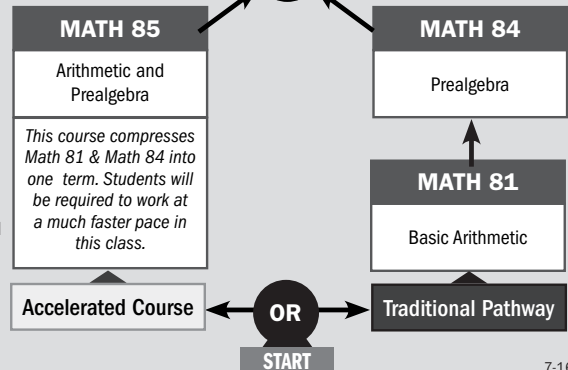 MATH 85
Arithmetic and
Prealgebra
This course compresses
Math 81 & Math 84 into
one term. Students will
be required to work at
a much faster pace in
this class.
Accelerated Course
MATH 84
Prealgebra
MATH 81
Basic Arithmetic
Traditional Pathway
OR
START